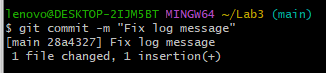 lenovo@DESKTOP-2IJM5BT MINGW64 ~/Lab3 (main)
$ git commit -m "Fix log message"
[main 28a4327] Fix log message
 1 file changed, 1 insertion(+)